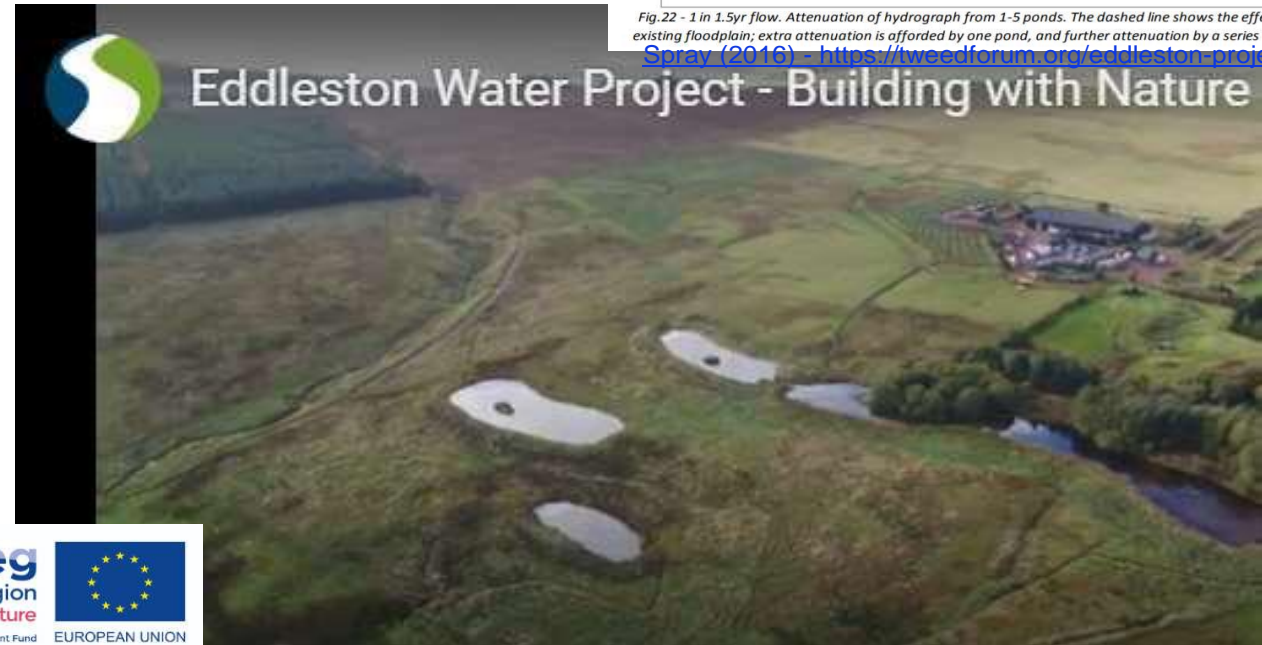 Fig.22 - 1 in 1.5yr flow. Attenuation of hydrograph from 1-5 ponds. The dashed line shows the effe
existing floodplain; extra attenuation is afforded by one pond, and further attenuation by a series
Spray (2016) - https://tweedforum.org/eddleston-proje
Eddleston Water Project - Building with Nature
eg
gion
ture
nt Fund
EUROPEAN UNION